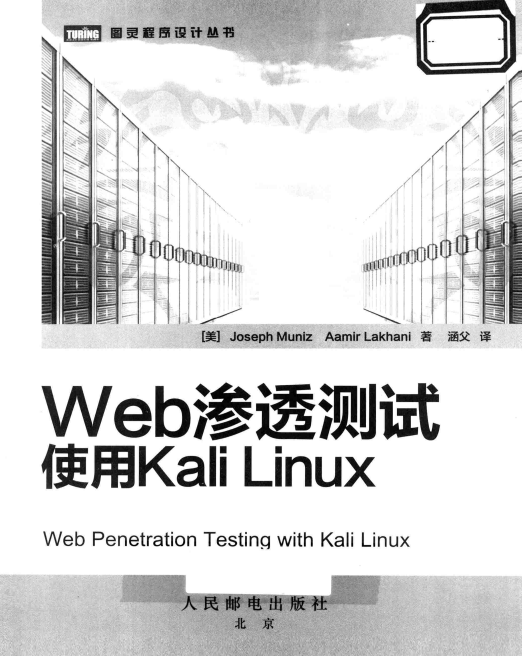 TURING 图灵程序设计丛书
[美] Joseph Muniz Aamir Lakhani 著 涵父 译
Web渗透测试
使用Kali Linux
Web Penetration Testing with Kali Linux
人民邮电出版社
北京